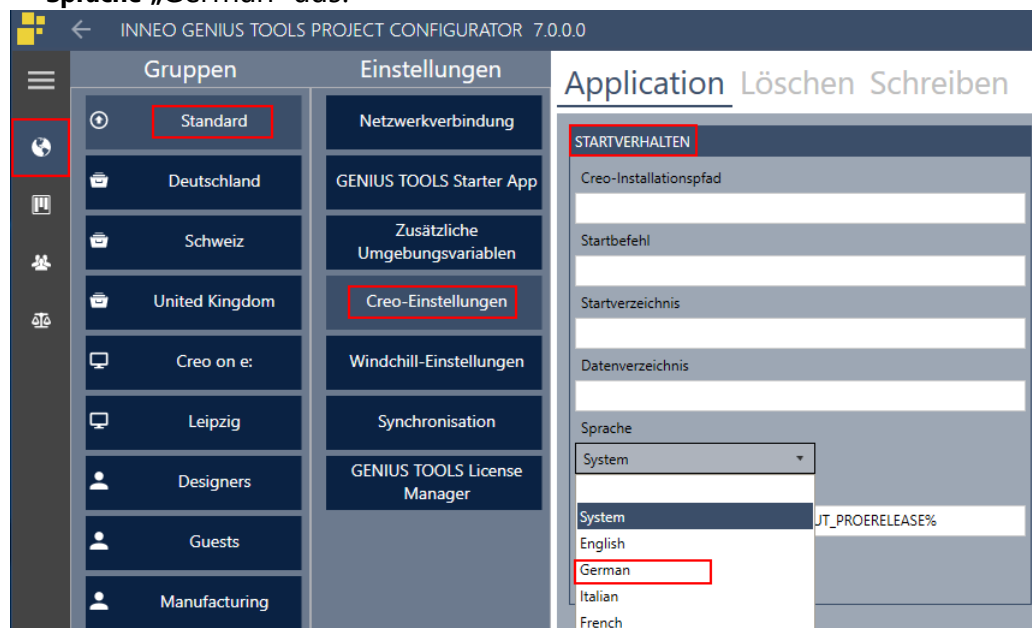 Sprache „German“ aus.
INNEO GENIUS TOOLS PROJECT CONFIGURATOR 7.0.0.0
Gruppen
Standard
Deutschland
Schweiz
United Kingdom
Creo on e:
Leipzig
Designers
Guests
Manufacturing
Einstellungen
Netzwerkverbindung
GENIUS TOOLS Starter App
Zusätzliche
Umgebungsvariablen
Creo-Einstellungen
Windchill-Einstellungen
Synchronisation
GENIUS TOOLS License
Manager
Application Löschen Schreiben
STARTVERHALTEN
Creo-Installationspfad
Startbefehl
Startverzeichnis
Datenverzeichnis
Sprache
System
System
English
German
Italian
French
UT_PROERELEASE%